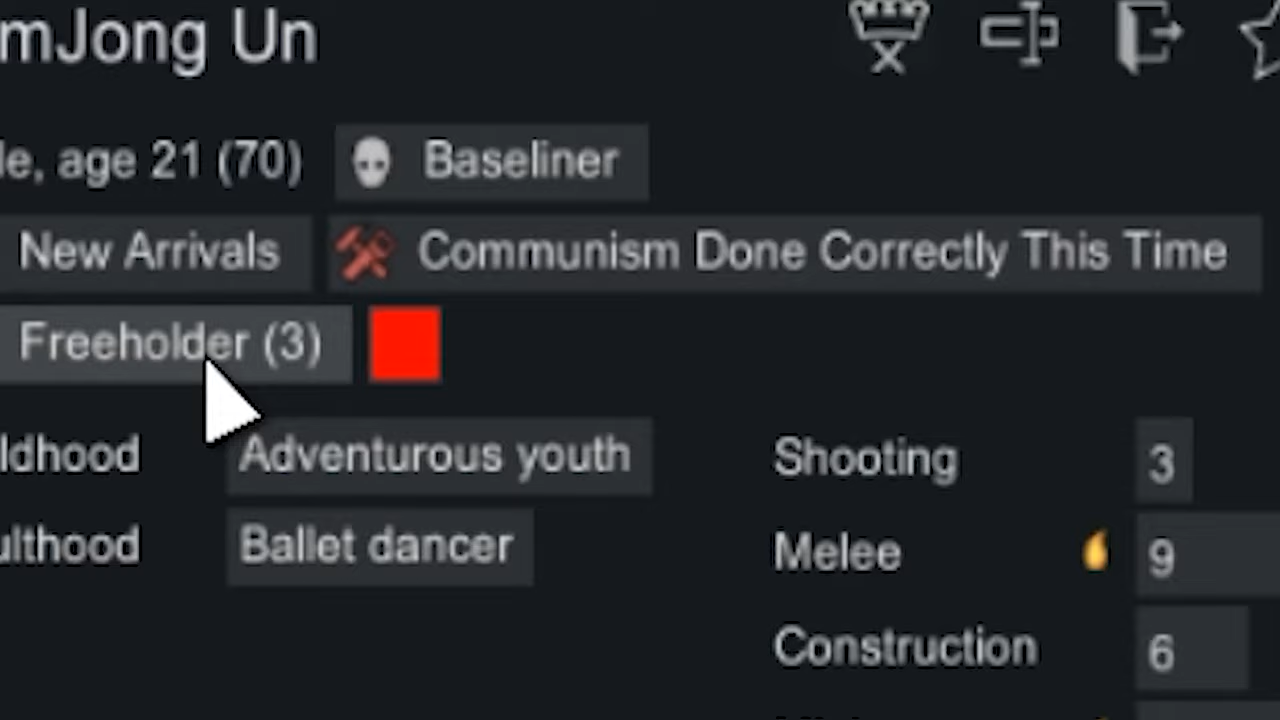 mJong Un
le, age 21 (70) Baseliner
New Arrivals Communism Done Correctly This Time
Freeholder (3)
ldhood Adventurous youth Shooting 3
ulthood Ballet dancer Melee 9
Construction 6